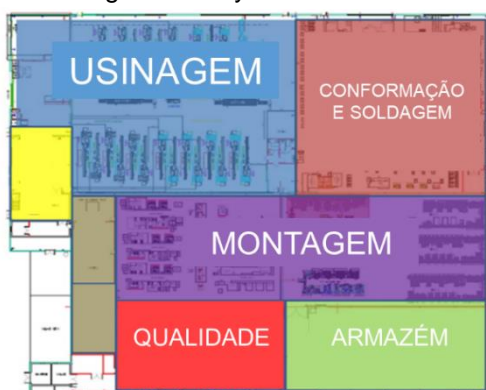 USINAGEM
CONFORMAÇÃO
E SOLDAGEM
MONTAGEM
QUALIDADE
ARMAZÉM